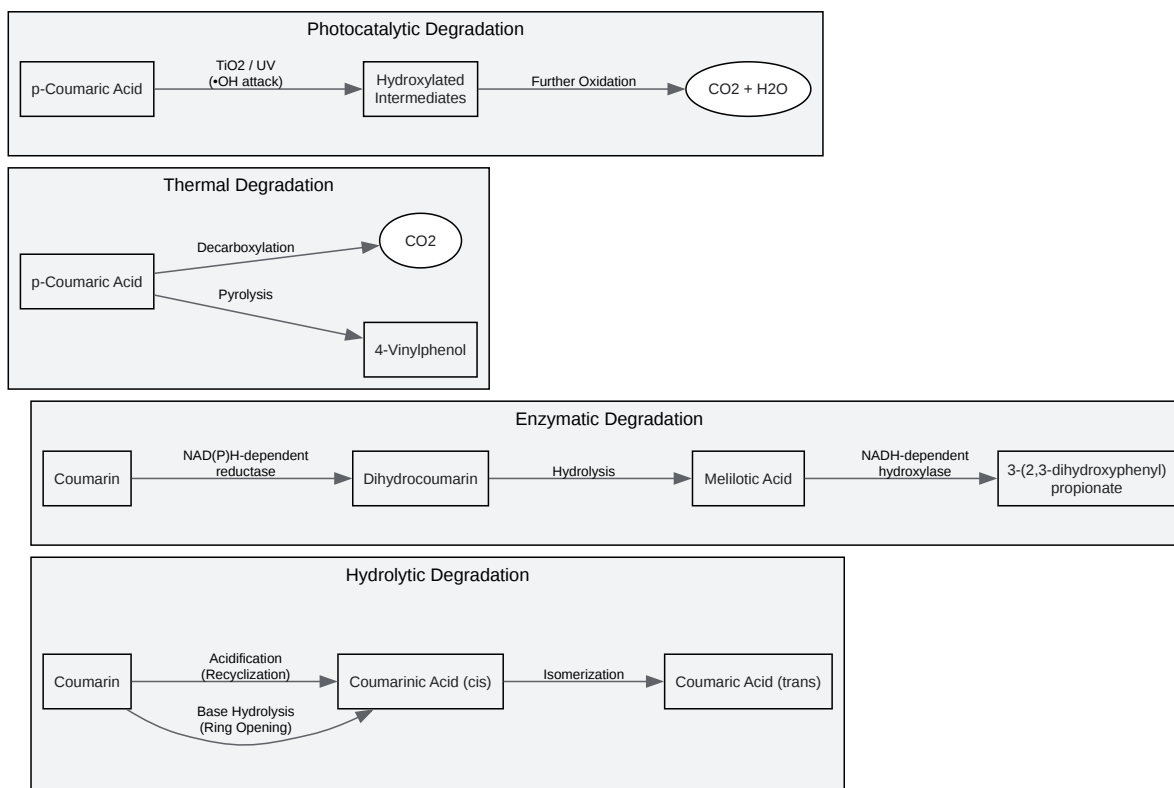 Photocatalytic Degradation
p-Coumaric Acid
TiO2 / UV
(•OH attack)
Hydroxylated
Intermediates
Further Oxidation
CO2 + H2O
Thermal Degradation
p-Coumaric Acid
Decarboxylation
CO2
Pyrolysis
4-Vinylphenol
Enzymatic Degradation
Coumarin
NAD(P)H-dependent
reductase
Dihydrocoumarin
Hydrolysis
Melilotic Acid
NADH-dependent
hydroxylase
3-(2,3-dihydroxyphenyl)
propionate
Hydrolytic Degradation
Coumarin
Acidification
(Recyclization)
Base Hydrolysis
(Ring Opening)
Coumarinic Acid (cis)
Isomerization
Coumaric Acid (trans)